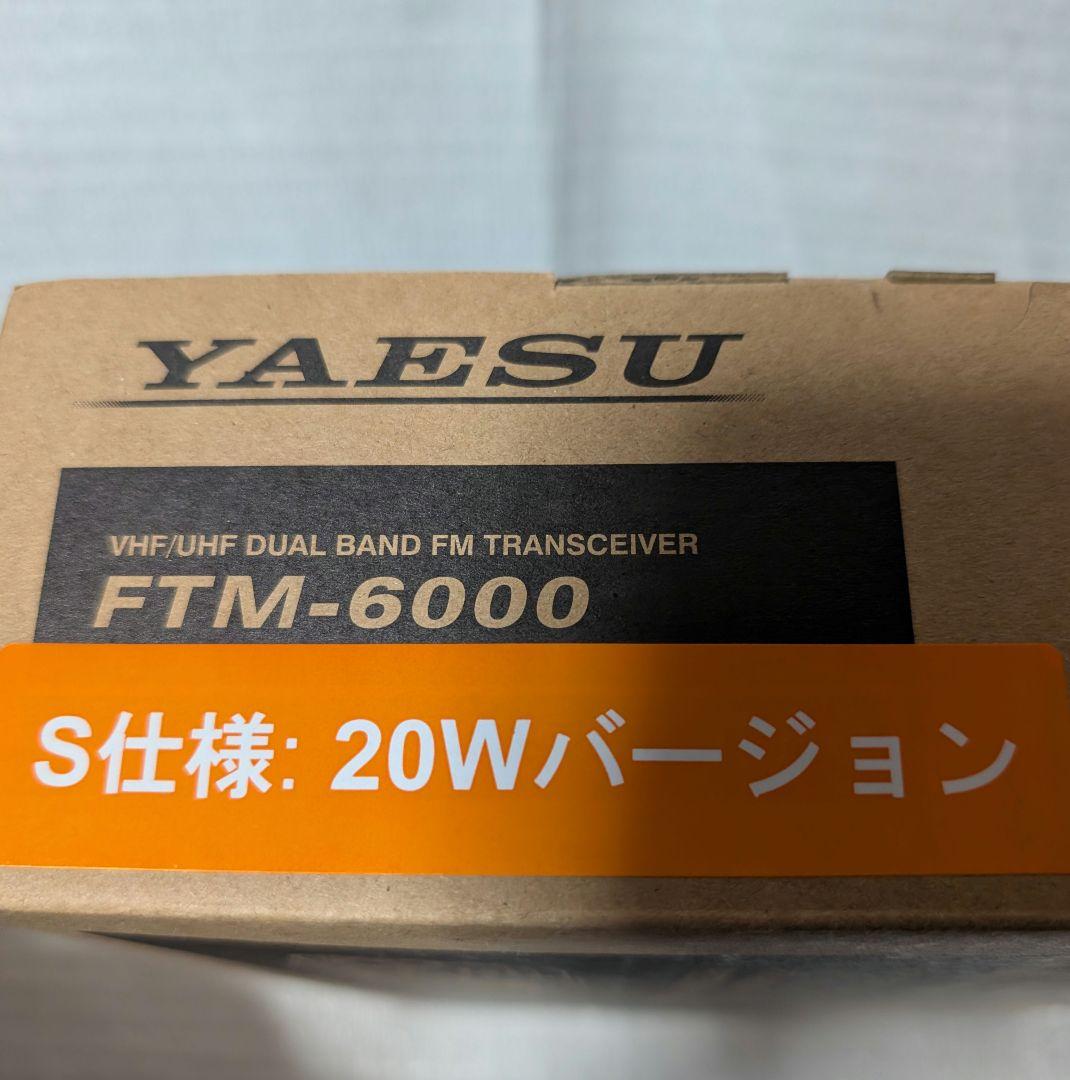 YAESU
VHF/UHF DUAL BAND FM TRANSCEIVER
FTM-6000
S仕様: 20Wバージョン